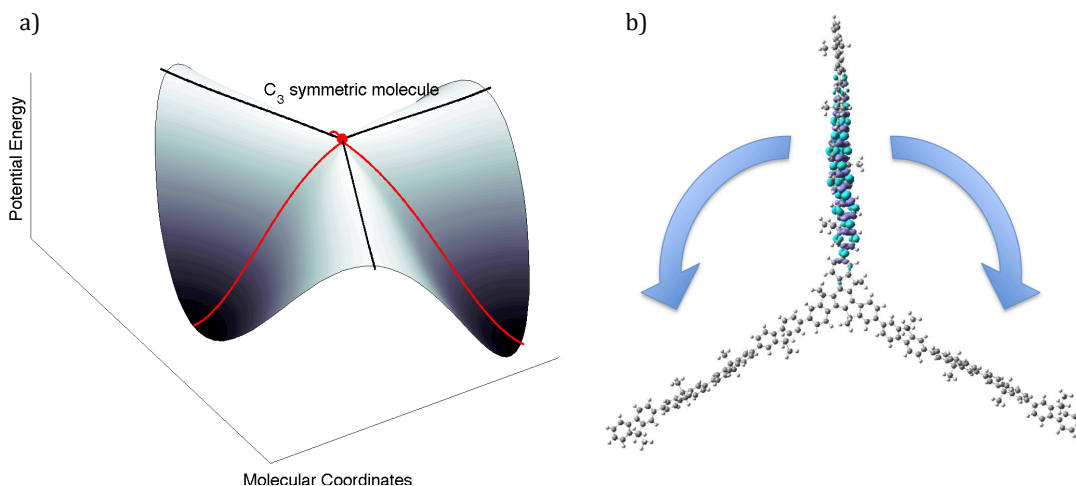 a)
b)
C3 symmetric molecule
Potential Energy
Molecular Coordinates